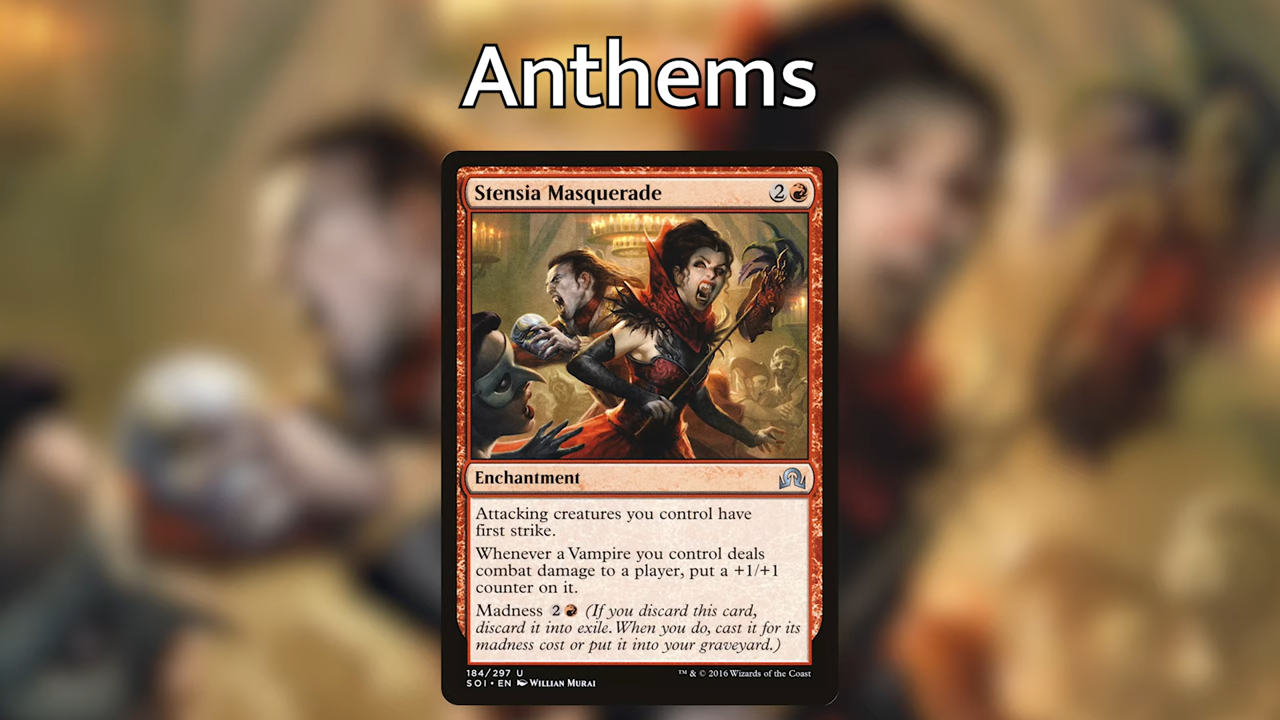 Anthems
Stensia Masquerade 2
Enchantment
Attacking creatures you control have
first strike.
Whenever a Vampire you control deals
combat damage to a player, put a +1/+1
counter on it.
Madness 2 (If you discard this card,
discard it into exile. When you do, cast it for its
madness cost or put it into your graveyard.)
184/297 U
SOI • EN Willian Murai
™ & © 2016 Wizards of the Coast